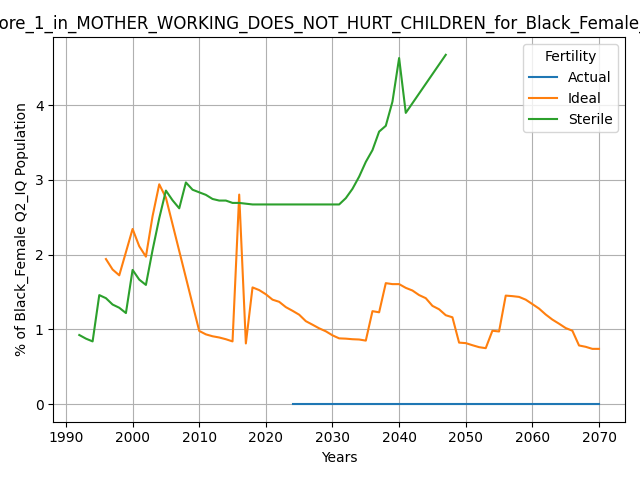 ore_1_in_MOTHER_WORKING_DOES_NOT_HURT_CHILDREN_for_Black_Female_
Fertility
Actual
Ideal
Sterile
% of Black_Female Q2_IQ Population
4
3
2
1
0
1990 2000 2010 2020 2030 2040 2050 2060 2070
Years